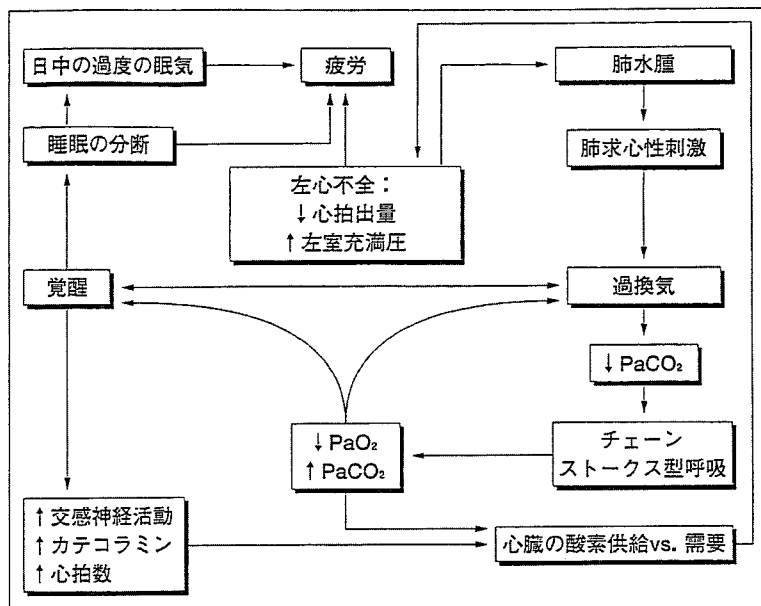 日中の過度の眠気
疲労
肺水腫
睡眠の分断
肺求心性刺激
左心不全：
↓心拍出量
↑左室充満圧
覚醒
過換気
↓PaCO₂
↓PaO₂
↑PaCO₂
チェーン
ストークス型呼吸
↑交感神経活動
↑カテコラミン
↑心拍数
心臓の酸素供給vs. 需要